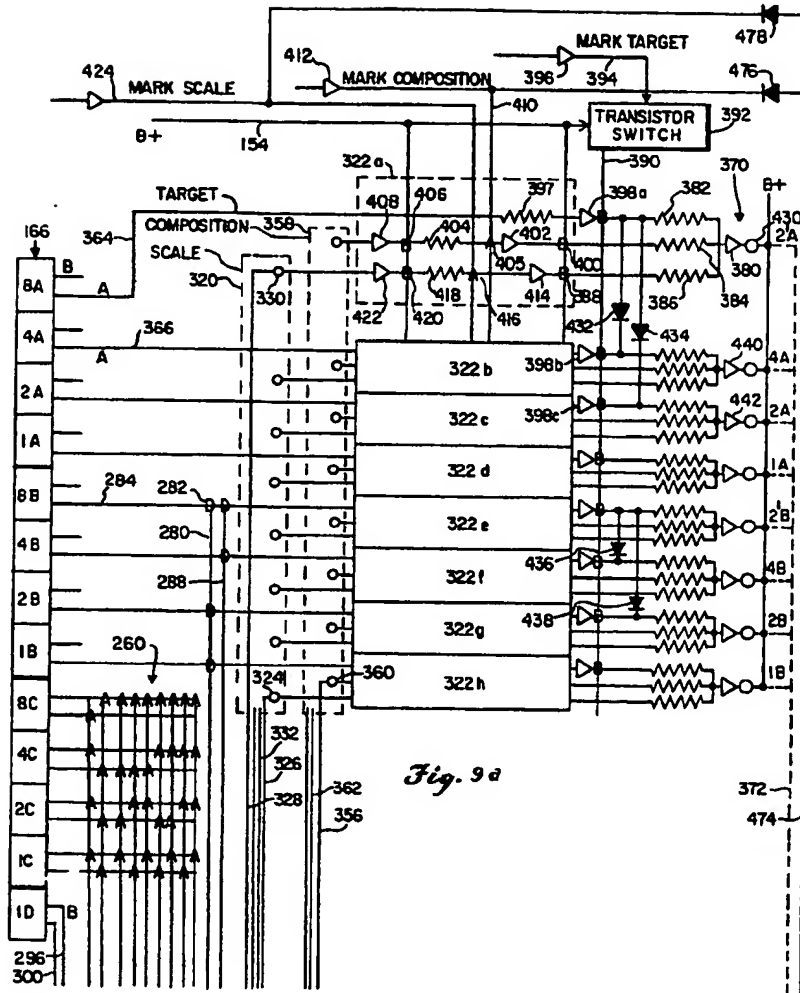 478
412
MARK TARGET
396
394
476
424
MARK SCALE
MARK COMPOSITION
410
TRANSISTOR SWITCH
392
B+
154
322a
390
TARGET
397
398a
382
370
B+
COMPOSITION
358
408
406
404
402
430
2A
364
SCALE
405
400
380
384
166
320
330
418
414
388
386
8A
B
A
422
420
416
432
434
366
4A
A
322b
398b
440
4A
2A
322c
398c
442
2A
1A
322d
1A
284
282
8B
322e
1
2B
280
4B
322f
436
4B
288
2B
322g
438
2B
260
1B
360
322h
1B
324
8C
332
326
4C
Fig. 9a
362
372
328
356
474
2C
1C
1D
B
296
300